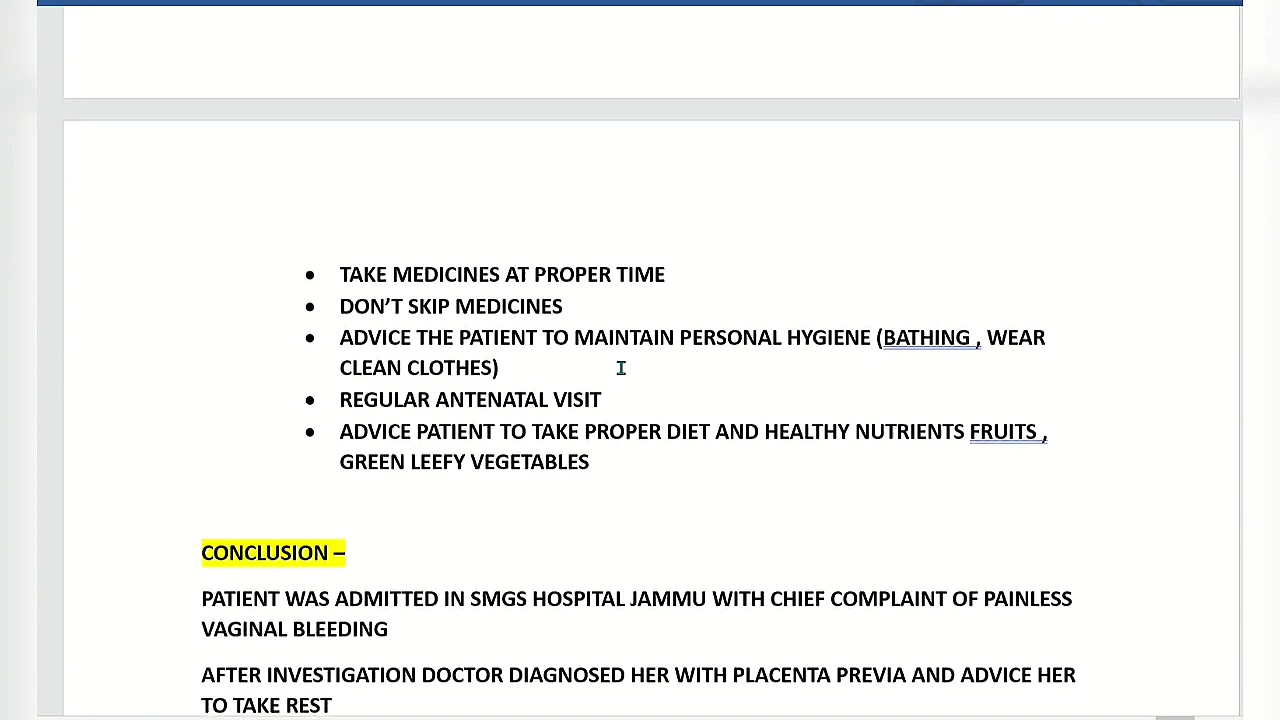 • TAKE MEDICINES AT PROPER TIME
• DON’T SKIP MEDICINES
• ADVICE THE PATIENT TO MAINTAIN PERSONAL HYGIENE (BATHING , WEAR
CLEAN CLOTHES)
• REGULAR ANTENATAL VISIT
• ADVICE PATIENT TO TAKE PROPER DIET AND HEALTHY NUTRIENTS FRUITS ,
GREEN LEEFY VEGETABLES
CONCLUSION –
PATIENT WAS ADMITTED IN SMGS HOSPITAL JAMMU WITH CHIEF COMPLAINT OF PAINLESS
VAGINAL BLEEDING
AFTER INVESTIGATION DOCTOR DIAGNOSED HER WITH PLACENTA PREVIA AND ADVICE HER
TO TAKE REST